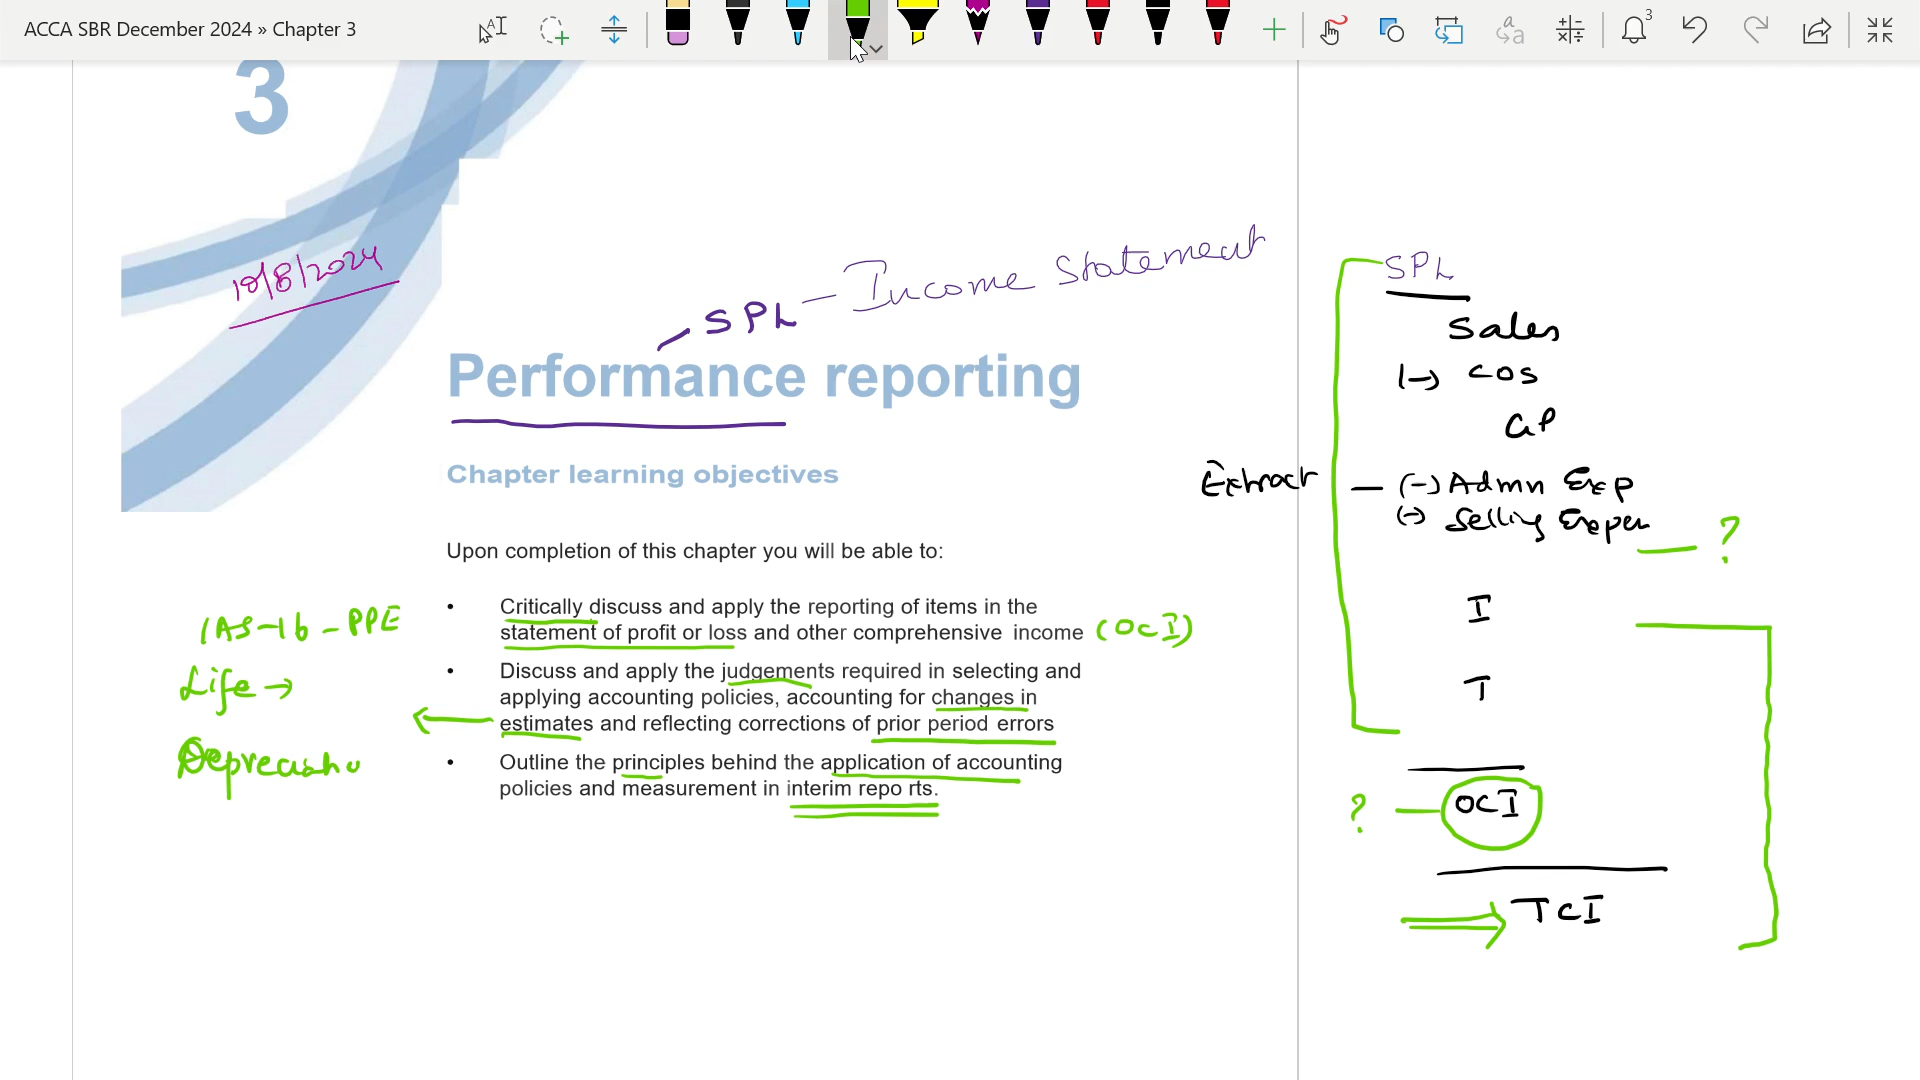 ACCA SBR December 2024 » Chapter 3
3
3
10/8/2024
SPL — Income Statement
Performance reporting
Chapter learning objectives
Upon completion of this chapter you will be able to:
• Critically discuss and apply the reporting of items in the
statement of profit or loss and other comprehensive income (OCI)
• Discuss and apply the judgements required in selecting and
applying accounting policies, accounting for changes in
estimates and reflecting corrections of prior period errors
• Outline the principles behind the application of accounting
policies and measurement in interim repo rts.
IAS-16-PPE
Life →
SPL
Sales
(-) COS
GP
Extract — (-) Admn Exp
(-) Selling Expen
— ?
I
T
? — OCI
TCI